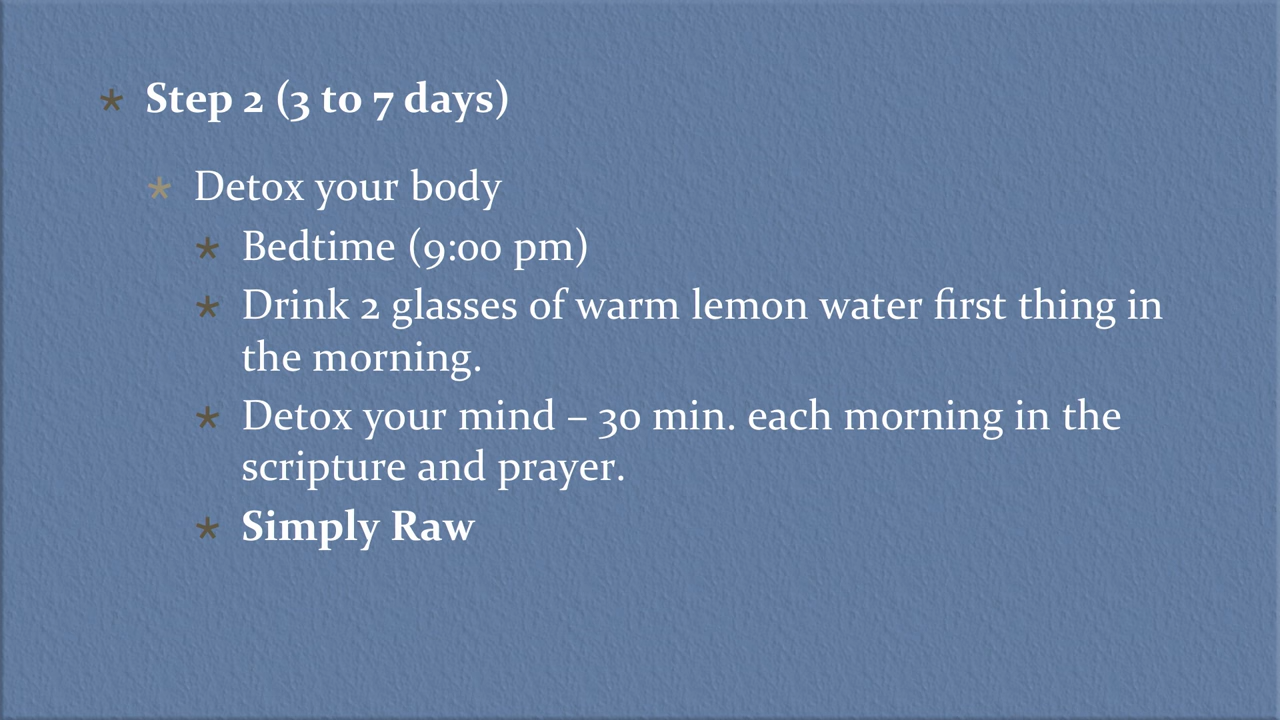 * Step 2 (3 to 7 days)
* Detox your body
* Bedtime (9:00 pm)
* Drink 2 glasses of warm lemon water first thing in
the morning.
* Detox your mind – 30 min. each morning in the
scripture and prayer.
* Simply Raw